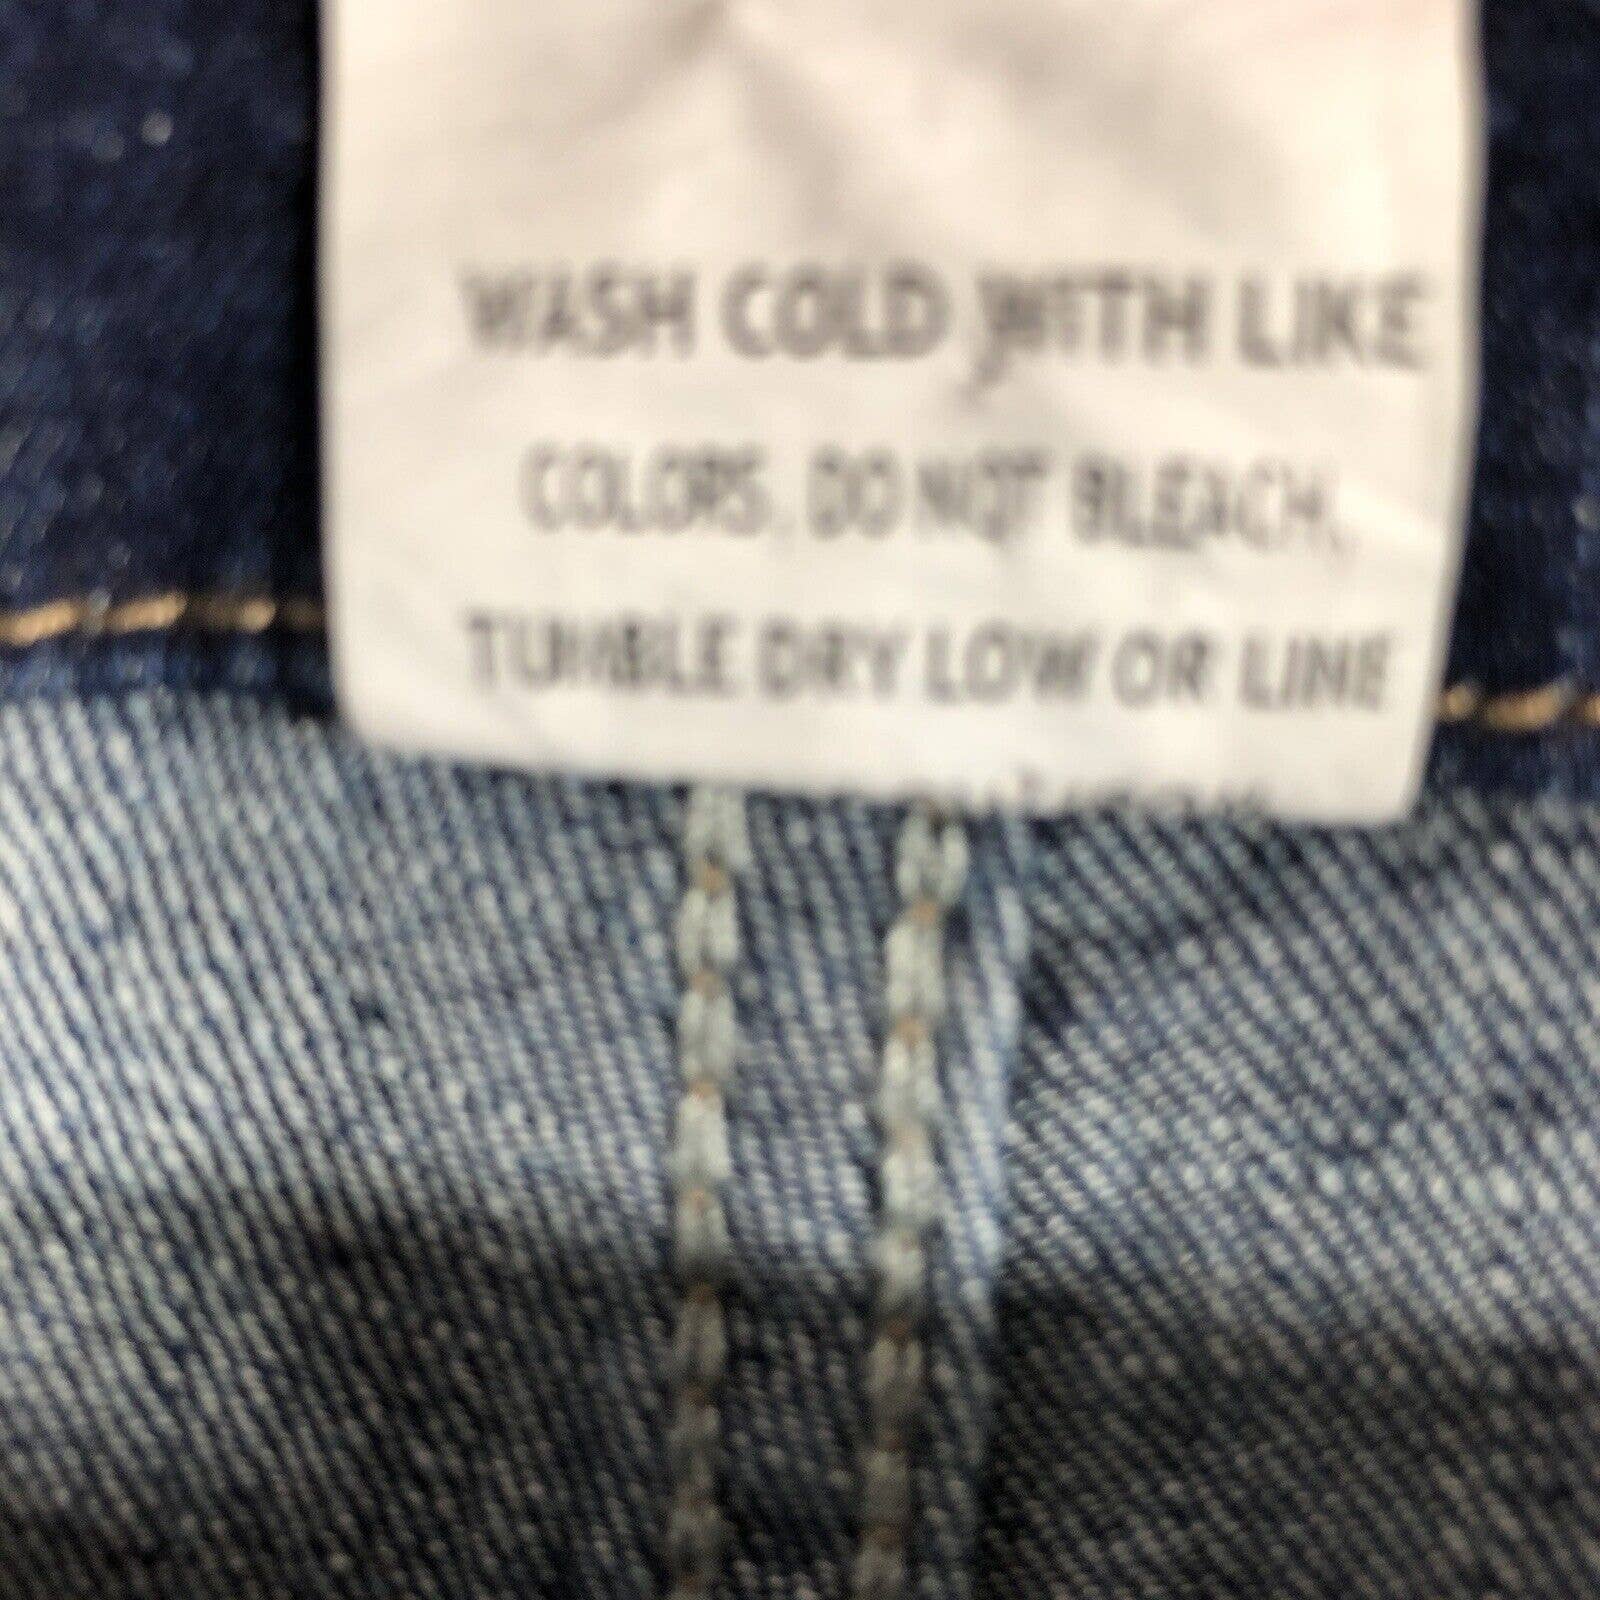 WASH COLD WITH LIKE
COLORS. DO NOT BLEACH.
TUMBLE DRY LOW OR LINE